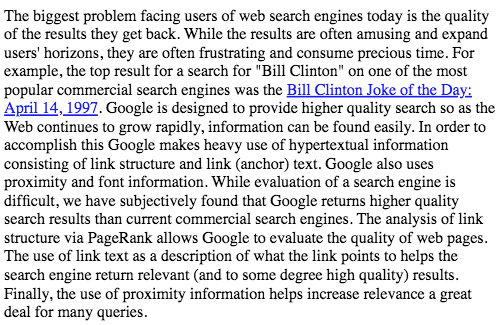 The biggest problem facing users of web search engines today is the quality
of the results they get back. While the results are often amusing and expand
users' horizons, they are often frustrating and consume precious time. For
example, the top result for a search for "Bill Clinton" on one of the most
popular commercial search engines was the Bill Clinton Joke of the Day:
April 14, 1997. Google is designed to provide higher quality search so as the
Web continues to grow rapidly, information can be found easily. In order to
accomplish this Google makes heavy use of hypertextual information
consisting of link structure and link (anchor) text. Google also uses
proximity and font information. While evaluation of a search engine is
difficult, we have subjectively found that Google returns higher quality
search results than current commercial search engines. The analysis of link
structure via PageRank allows Google to evaluate the quality of web pages.
The use of link text as a description of what the link points to helps the
search engine return relevant (and to some degree high quality) results.
Finally, the use of proximity information helps increase relevance a great
deal for many queries.